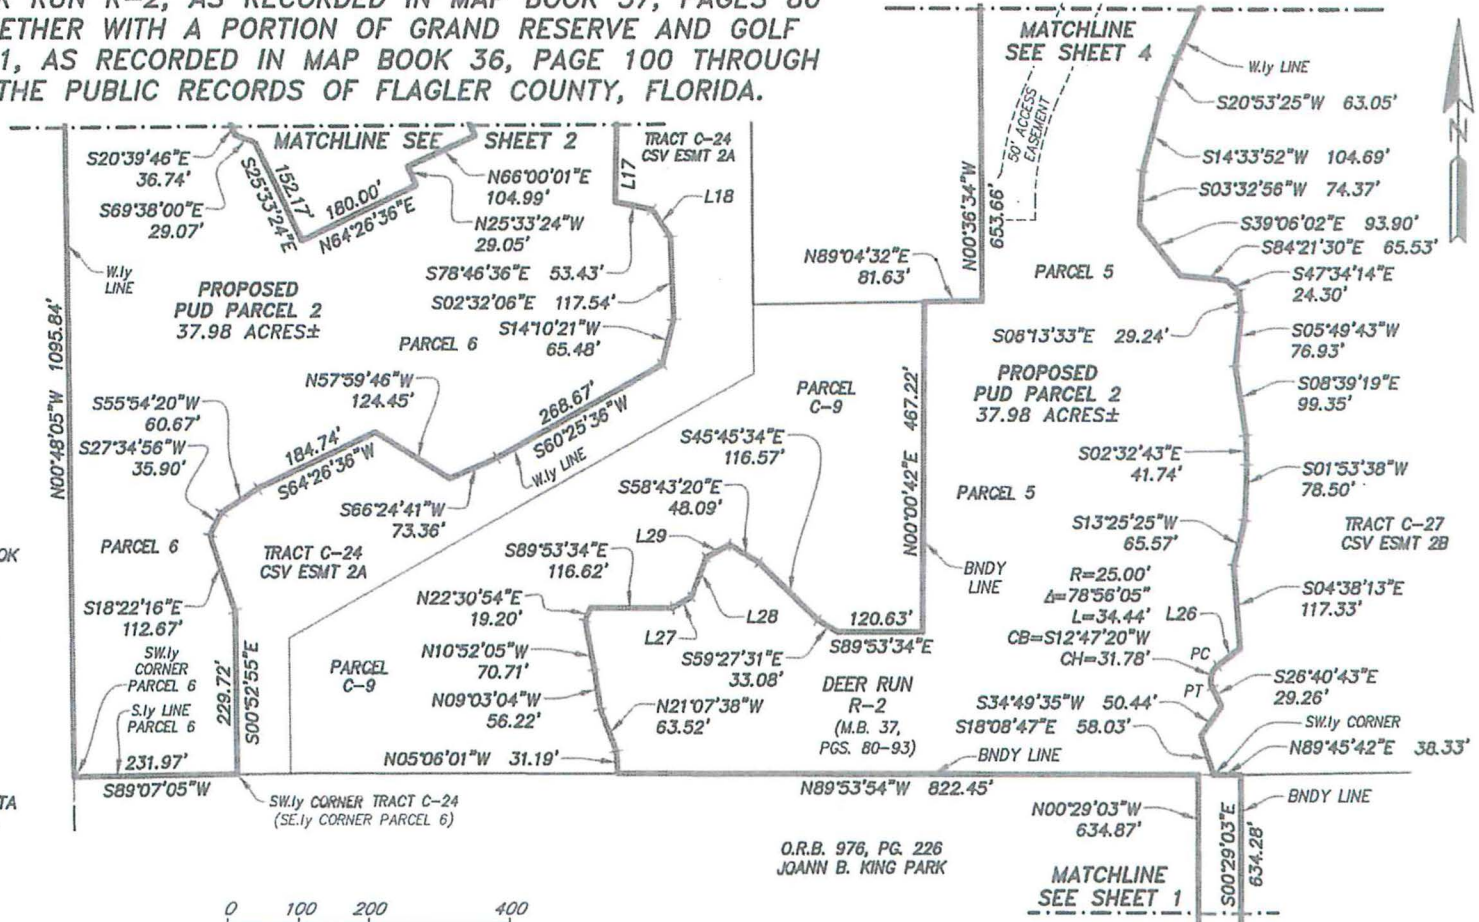 R RUN R-2, AS RECORDED IN MAP BOOK 37, PAGES 80
ETHER WITH A PORTION OF GRAND RESERVE AND GOLF
1, AS RECORDED IN MAP BOOK 36, PAGE 100 THROUGH
THE PUBLIC RECORDS OF FLAGLER COUNTY, FLORIDA.
MATCHLINE SEE SHEET 2
S20°39'46"E
36.74'
S69°38'00"E
29.07'
152.17'
S25°33'24"E
180.00'
N64°26'36"E
N66°00'01"E
104.99'
N25°33'24"W
29.05'
TRACT C-24
CSV ESMT 2A
L17
L18
S78°46'36"E 53.43'
S02°32'06"E 117.54'
S14°10'21"W
65.48'
W.ly
LINE
PROPOSED
PUD PARCEL 2
37.98 ACRES±
PARCEL 6
N00°48'05"W 1095.84'
N57°59'46"W
124.45'
S55°54'20"W
60.67'
S27°34'56"W
35.90'
184.74'
S64°26'36"W
268.67'
S60°25'36"W
W.ly LINE
S66°24'41"W
73.36'
PARCEL 6
TRACT C-24
CSV ESMT 2A
OK
S18°22'16"E
112.67'
SW.ly
CORNER
PARCEL 6
S.ly LINE
PARCEL 6
229.72'
S00°52'55"E
231.97'
S89°07'05"W
TA
SW.ly CORNER TRACT C-24
(SE.ly CORNER PARCEL 6)
PARCEL
C-9
S45°45'34"E
116.57'
S58°43'20"E
48.09'
L29
S89°53'34"E
116.62'
N22°30'54"E
19.20'
L28
L27
N10°52'05"W
70.71'
N09°03'04"W
56.22'
N21°07'38"W
63.52'
N05°06'01"W 31.19'
S59°27'31"E
33.08'
120.63'
S89°53'34"E
PARCEL
C-9
DEER RUN
R-2
(M.B. 37,
PGS. 80-93)
BNDY LINE
N89°53'54"W 822.45'
O.R.B. 976, PG. 226
JOANN B. KING PARK
MATCHLINE
SEE SHEET 4
50' ACCESS
EASEMENT
N00°36'34"W
653.66'
N89°04'32"E
81.63'
N00°00'42"E 467.22'
BNDY
LINE
PARCEL 5
W.ly LINE
S20°53'25"W 63.05'
S14°33'52"W 104.69'
S03°32'56"W 74.37'
S39°06'02"E 93.90'
S84°21'30"E 65.53'
S47°34'14"E
24.30'
S08°13'33"E 29.24'
S05°49'43"W
76.93'
PROPOSED
PUD PARCEL 2
37.98 ACRES±
S08°39'19"E
99.35'
S02°32'43"E
41.74'
S01°53'38"W
78.50'
PARCEL 5
S13°25'25"W
65.57'
TRACT C-27
CSV ESMT 2B
R=25.00'
Δ=78°56'05"
L=34.44'
CB=S12°47'20"W
CH=31.78'
L26
S04°38'13"E
117.33'
PC
PT
S26°40'43"E
29.26'
S34°49'35"W 50.44'
S18°08'47"E 58.03'
SW.ly CORNER
N89°45'42"E 38.33'
BNDY LINE
N00°29'03"W
634.87'
S00°29'03"E
634.28'
MATCHLINE
SEE SHEET 1
N
0 100 200 400